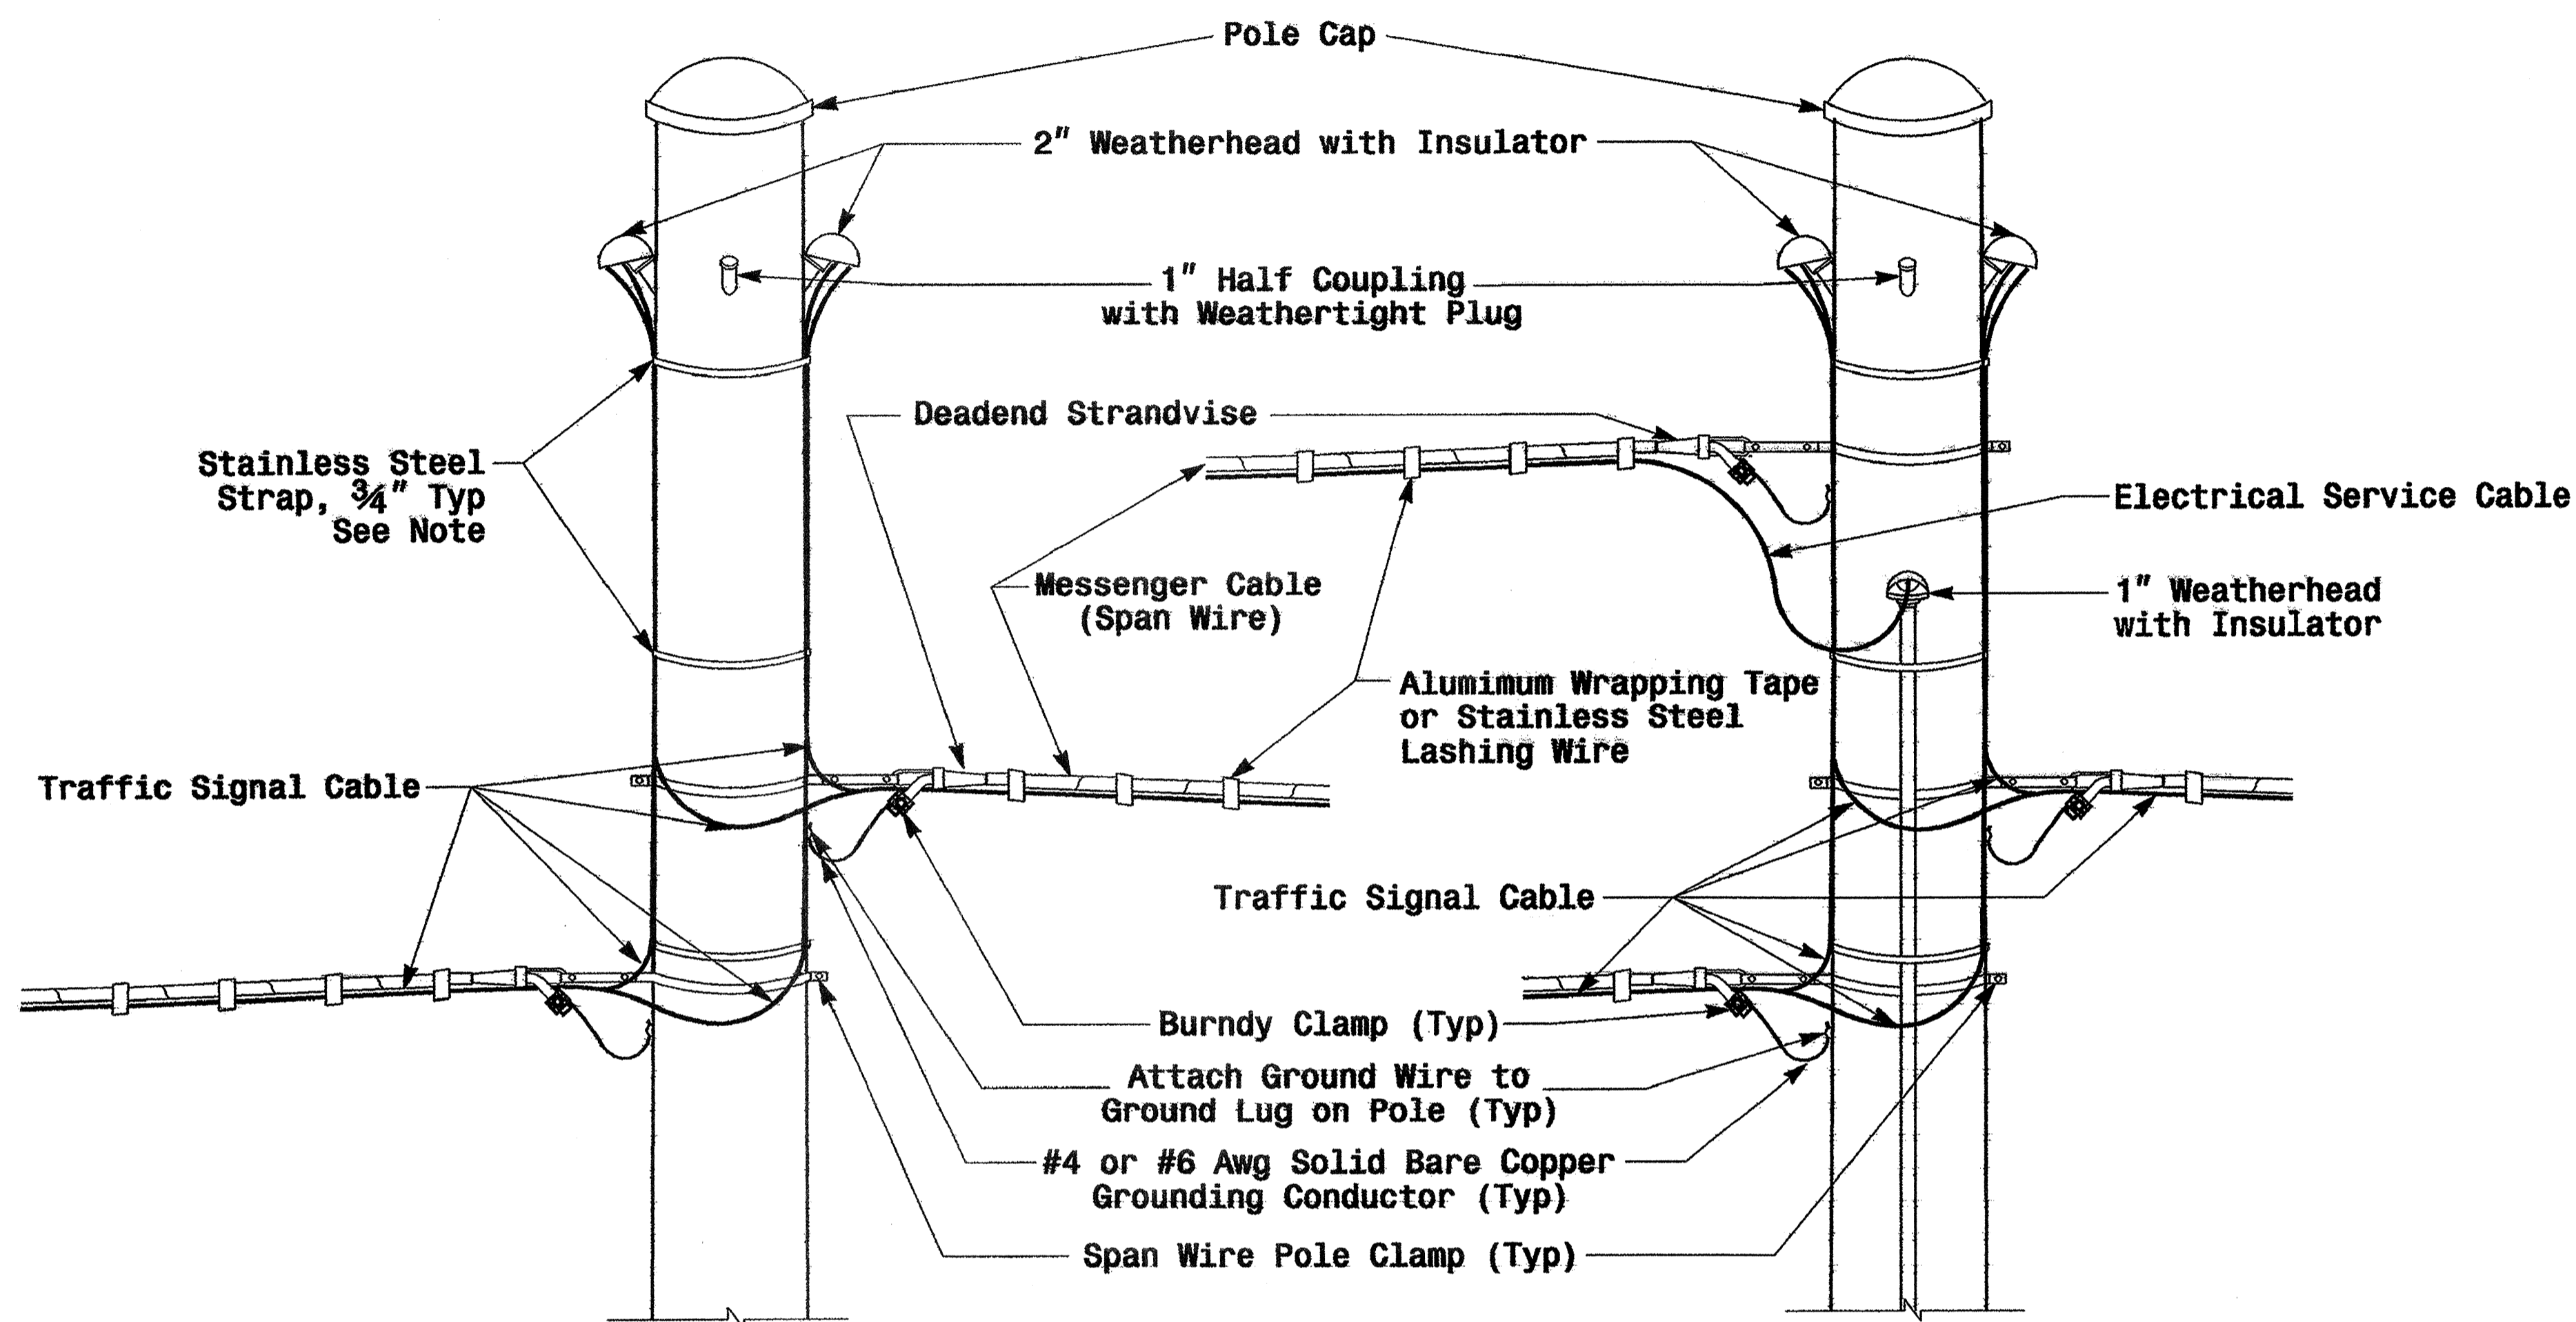 Pole Cap
2" Weatherhead with Insulator
1" Half Coupling
with Weathertight Plug
Deadend Strandvise
Stainless Steel
Strap, ¾" Typ
See Note
Electrical Service Cable
Messenger Cable
(Span Wire)
1" Weatherhead
with Insulator
Alumimum Wrapping Tape
or Stainless Steel
Lashing Wire
Traffic Signal Cable
Traffic Signal Cable
Burndy Clamp (Typ)
Attach Ground Wire to
Ground Lug on Pole (Typ)
#4 or #6 Awg Solid Bare Copper
Grounding Conductor (Typ)
Span Wire Pole Clamp (Typ)